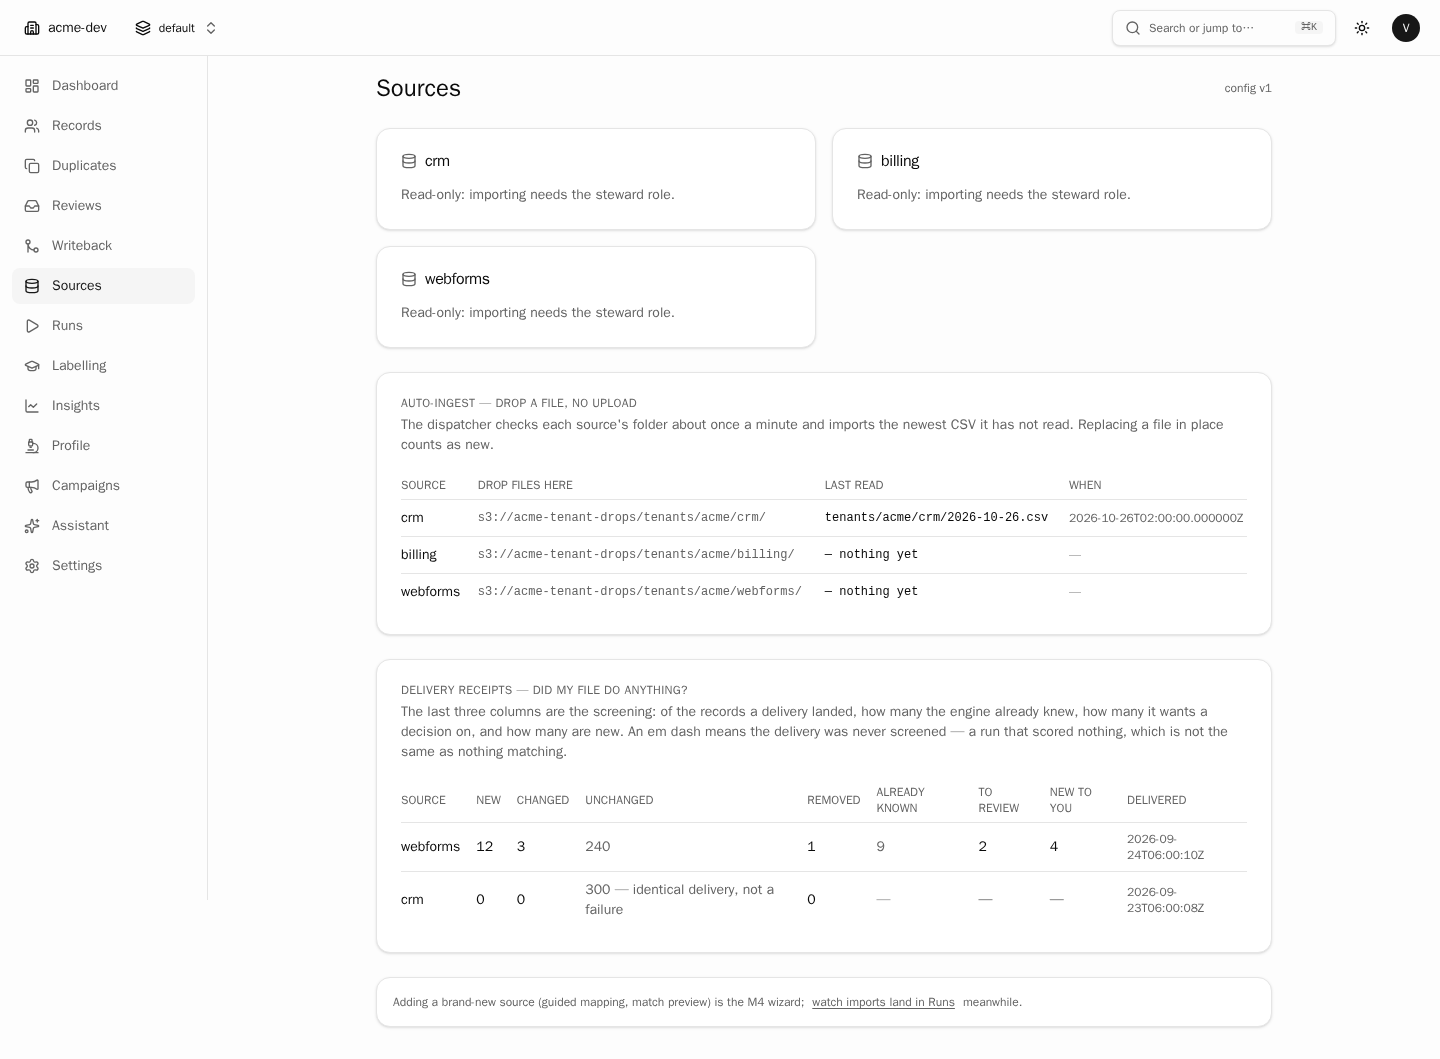 acme-dev
default
Search or jump to…
⌘K
V
Dashboard
Records
Duplicates
Reviews
Writeback
Sources
Runs
Labelling
Insights
Profile
Campaigns
Assistant
Settings
Sources
config v1
crm
Read-only: importing needs the steward role.
billing
Read-only: importing needs the steward role.
webforms
Read-only: importing needs the steward role.
AUTO-INGEST — DROP A FILE, NO UPLOAD
The dispatcher checks each source's folder about once a minute and imports the newest CSV it has not read. Replacing a file in place
counts as new.
SOURCE DROP FILES HERE LAST READ WHEN
crm s3://acme-tenant-drops/tenants/acme/crm/ tenants/acme/crm/2026-10-26.csv 2026-10-26T02:00:00.000000Z
billing s3://acme-tenant-drops/tenants/acme/billing/ — nothing yet —
webforms s3://acme-tenant-drops/tenants/acme/webforms/ — nothing yet —
DELIVERY RECEIPTS — DID MY FILE DO ANYTHING?
The last three columns are the screening: of the records a delivery landed, how many the engine already knew, how many it wants a
decision on, and how many are new. An em dash means the delivery was never screened — a run that scored nothing, which is not the
same as nothing matching.
SOURCE NEW CHANGED UNCHANGED REMOVED ALREADY KNOWN TO REVIEW NEW TO YOU DELIVERED
webforms 12 3 240 1 9 2 4 2026-09-24T06:00:10Z
crm 0 0 300 — identical delivery, not a failure 0 — — — 2026-09-23T06:00:08Z
Adding a brand-new source (guided mapping, match preview) is the M4 wizard; watch imports land in Runs meanwhile.